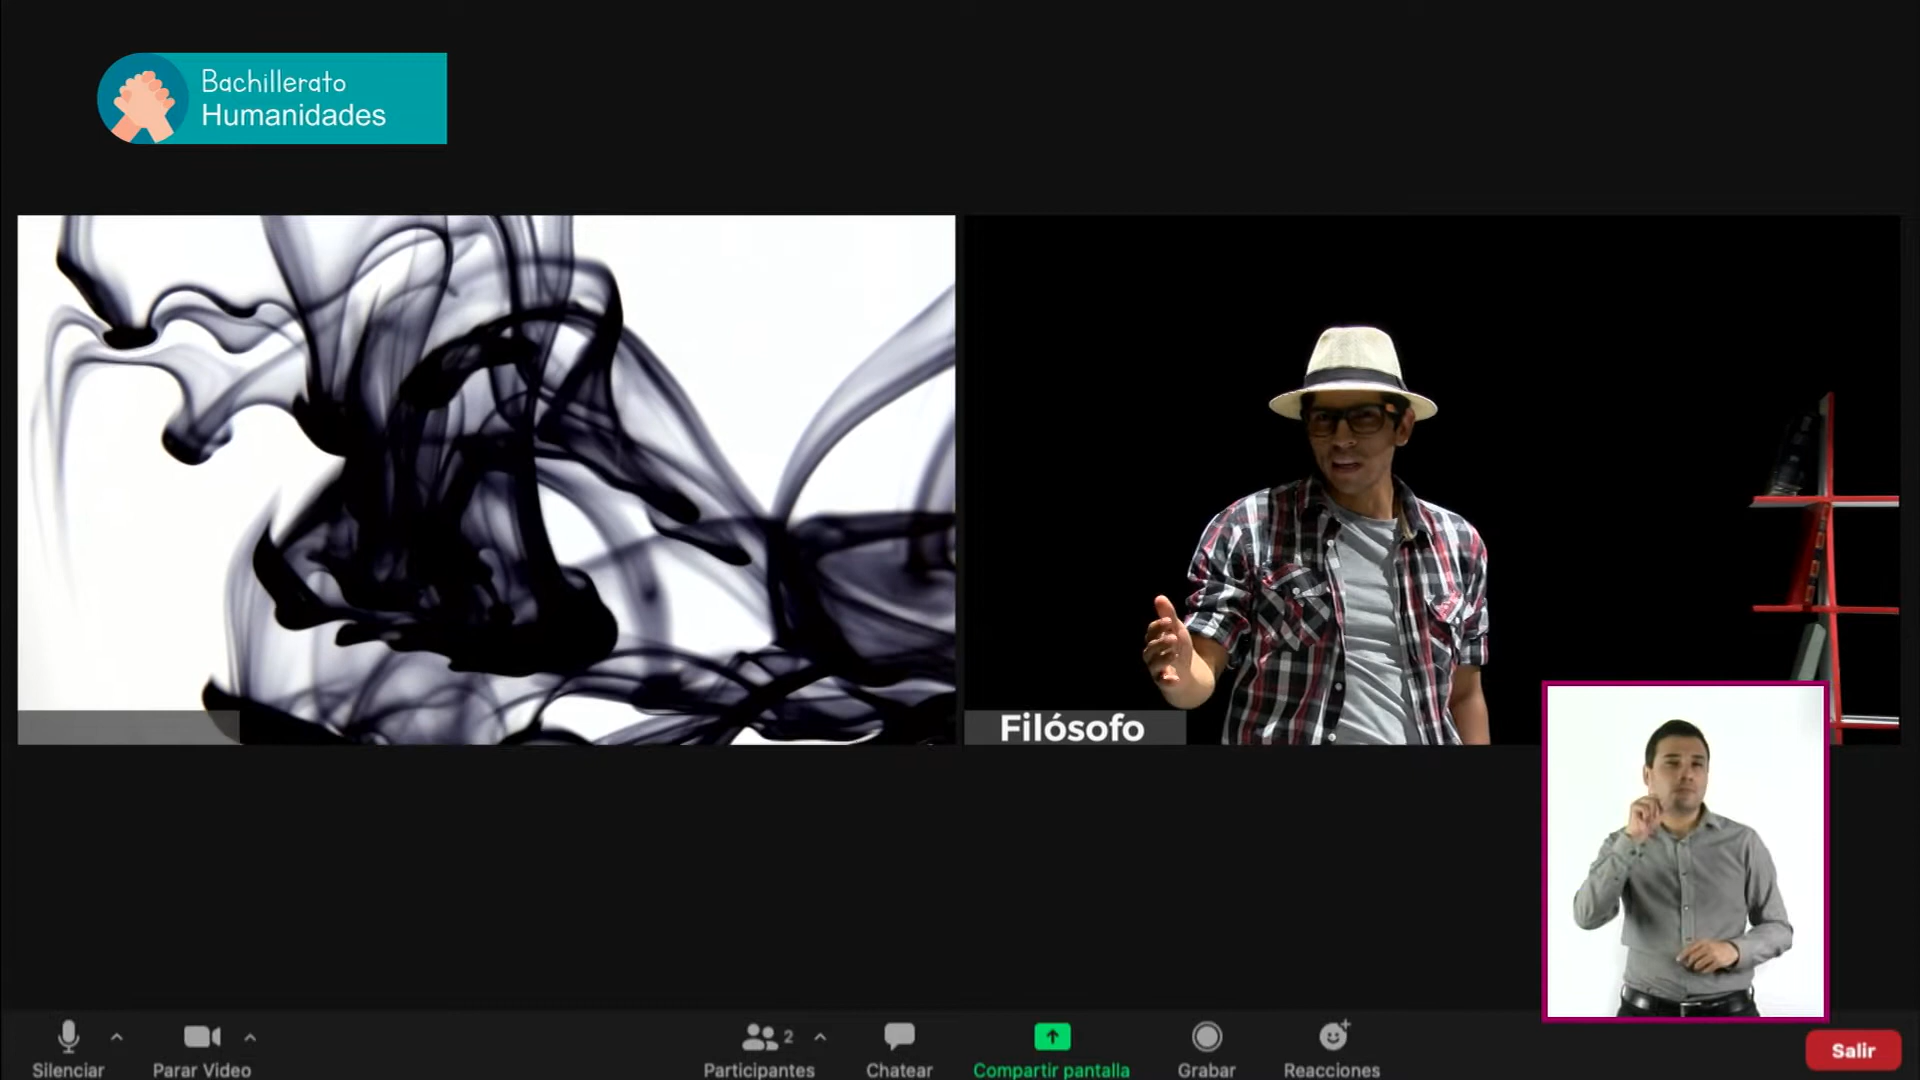 Bachillerato
Humanidades
Filósofo
Silenciar
Parar Video
2
Participantes
Chatear
Compartir pantalla
Grabar
Reacciones
Salir